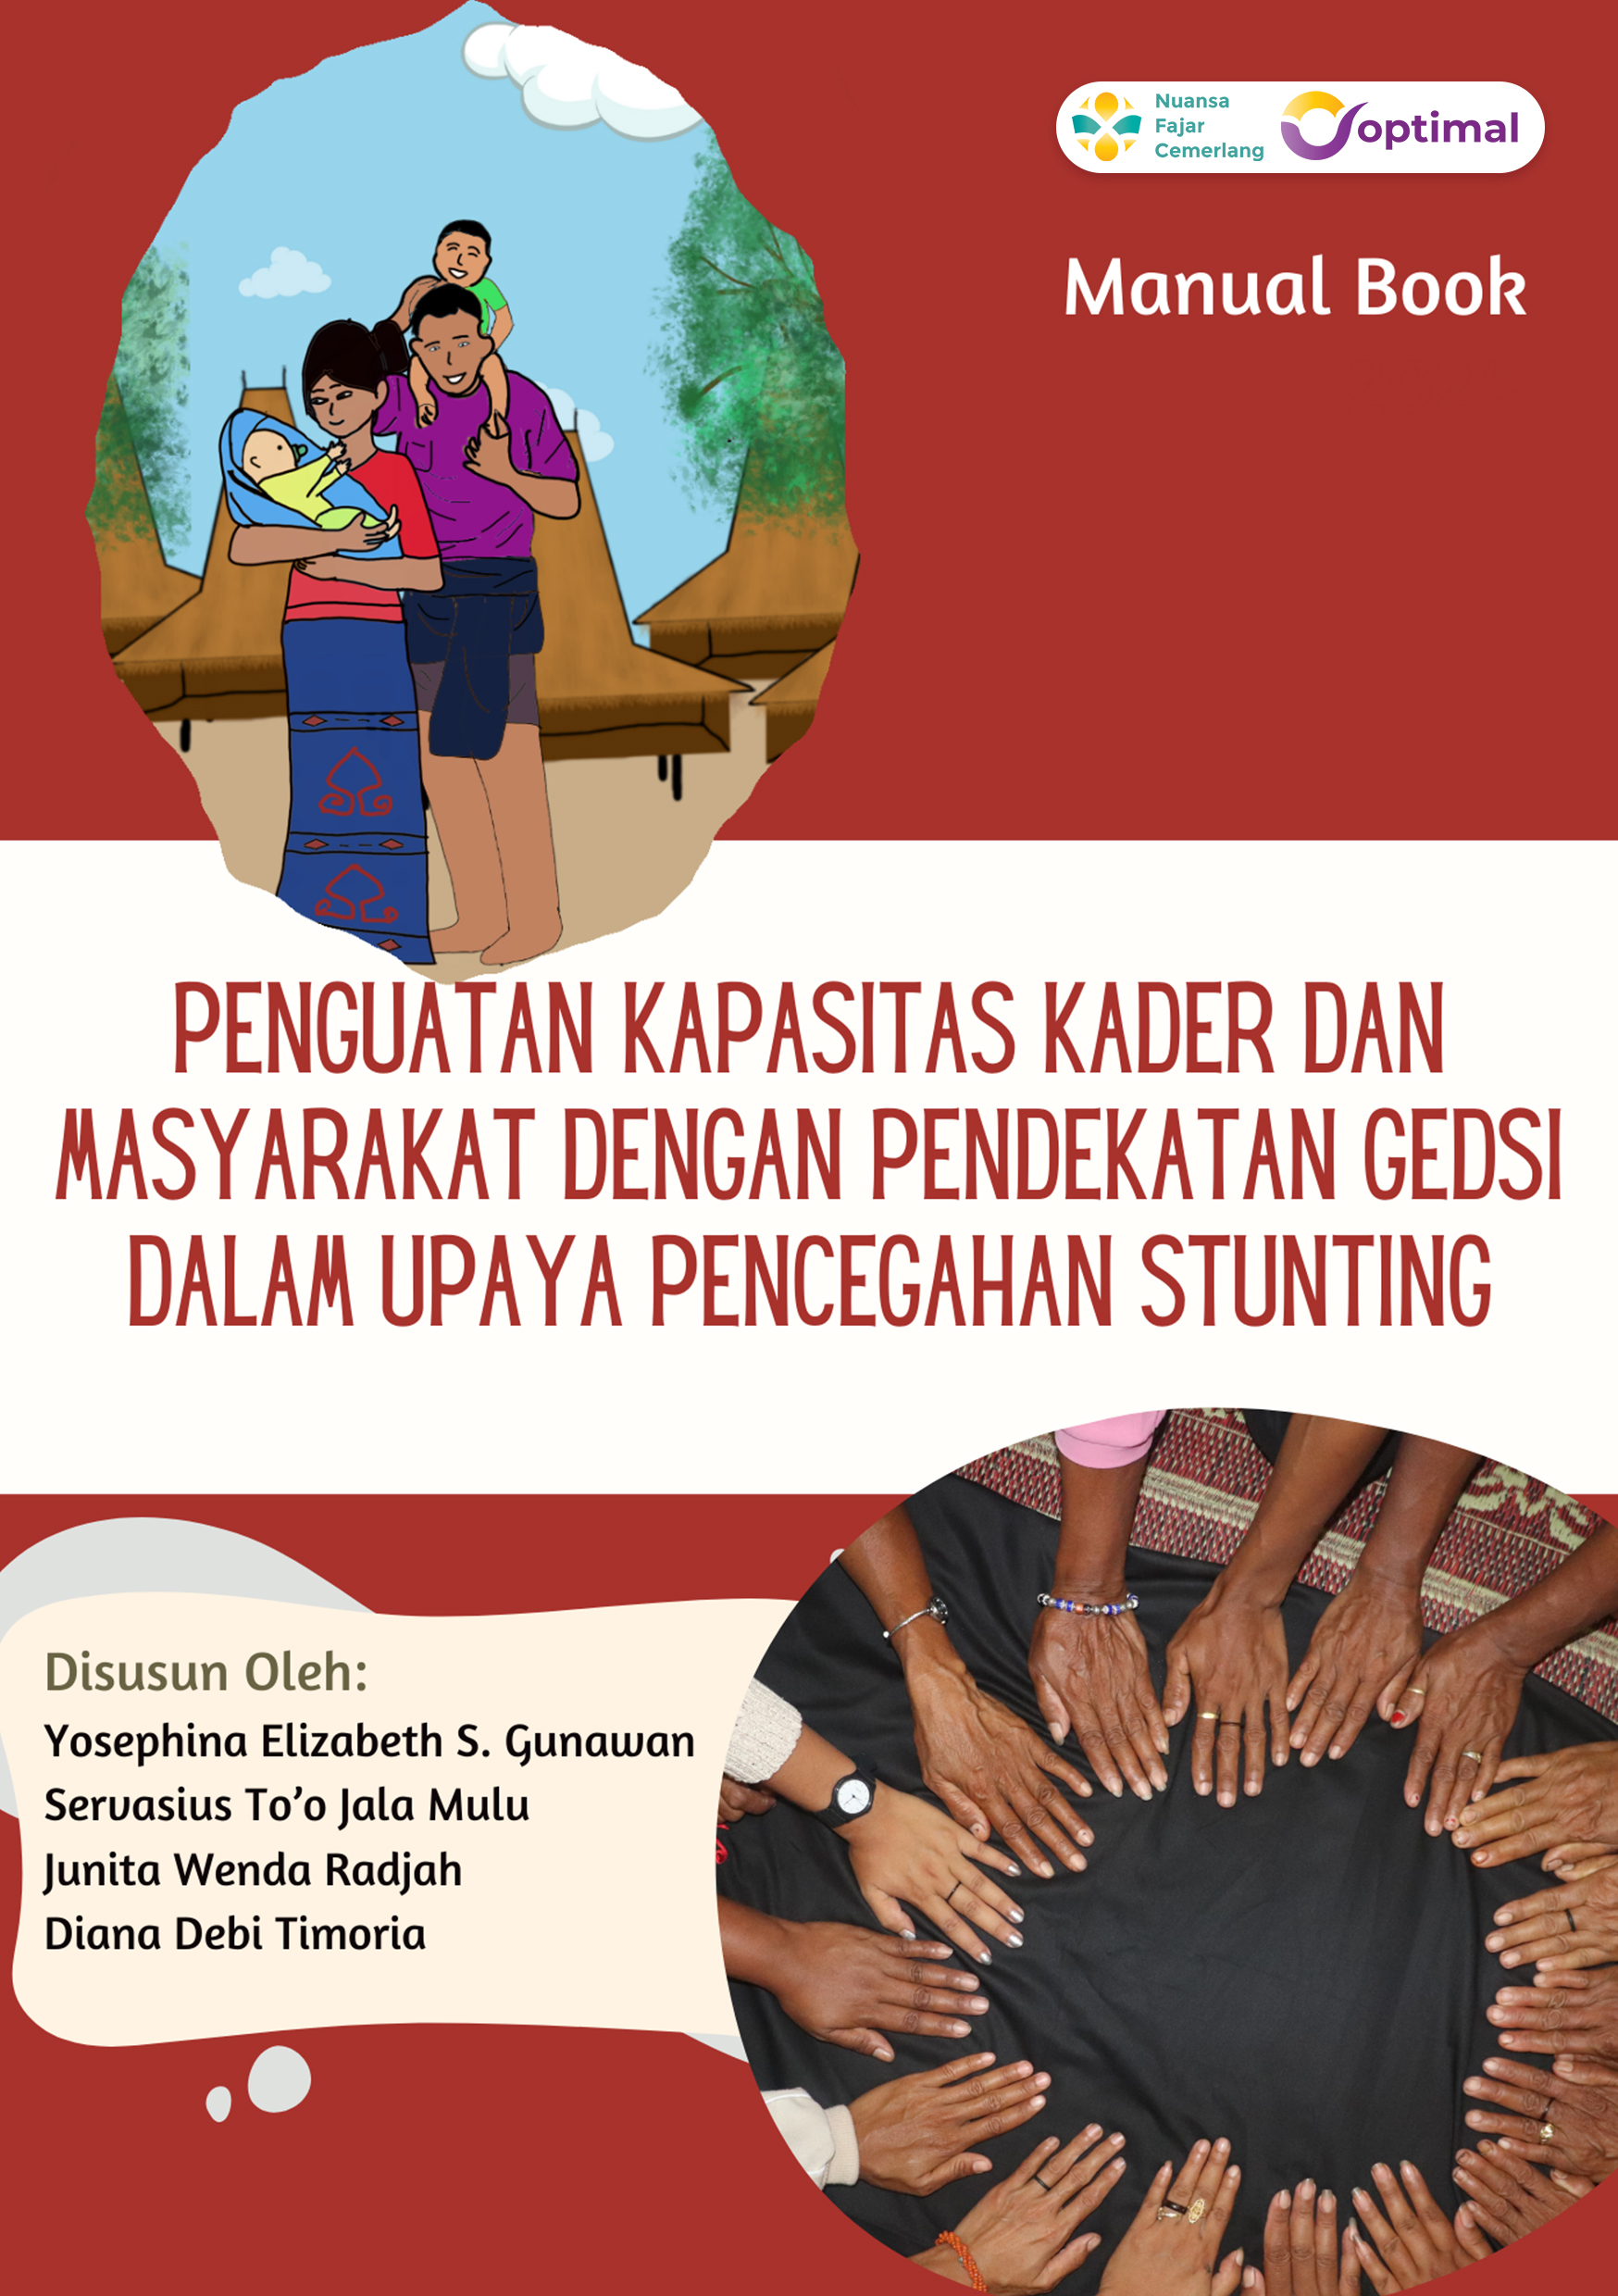 Nuansa
Fajar
Cemerlang
optimal
Manual Book
PENGUATAN KAPASITAS KADER DAN
MASYARAKAT DENGAN PENDEKATAN GEDSI
DALAM UPAYA PENCEGAHAN STUNTING
Disusun Oleh:
Yosephina Elizabeth S. Gunawan
Servasius To’o Jala Mulu
Junita Wenda Radjah
Diana Debi Timoria